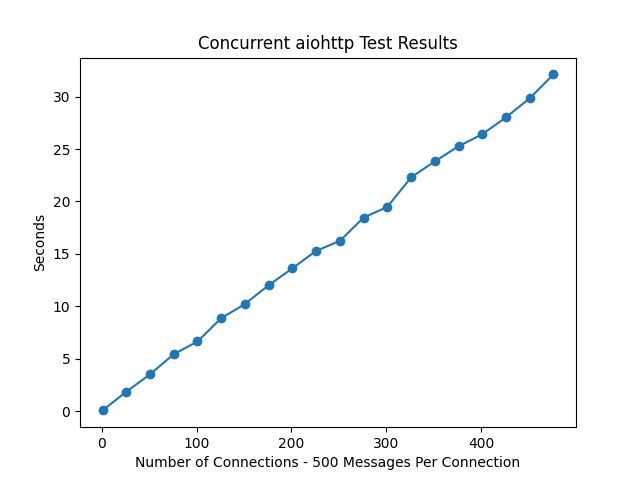 Concurrent aiohttp Test Results
30
25
20
15
10
5
0
Seconds
0 100 200 300 400
Number of Connections - 500 Messages Per Connection